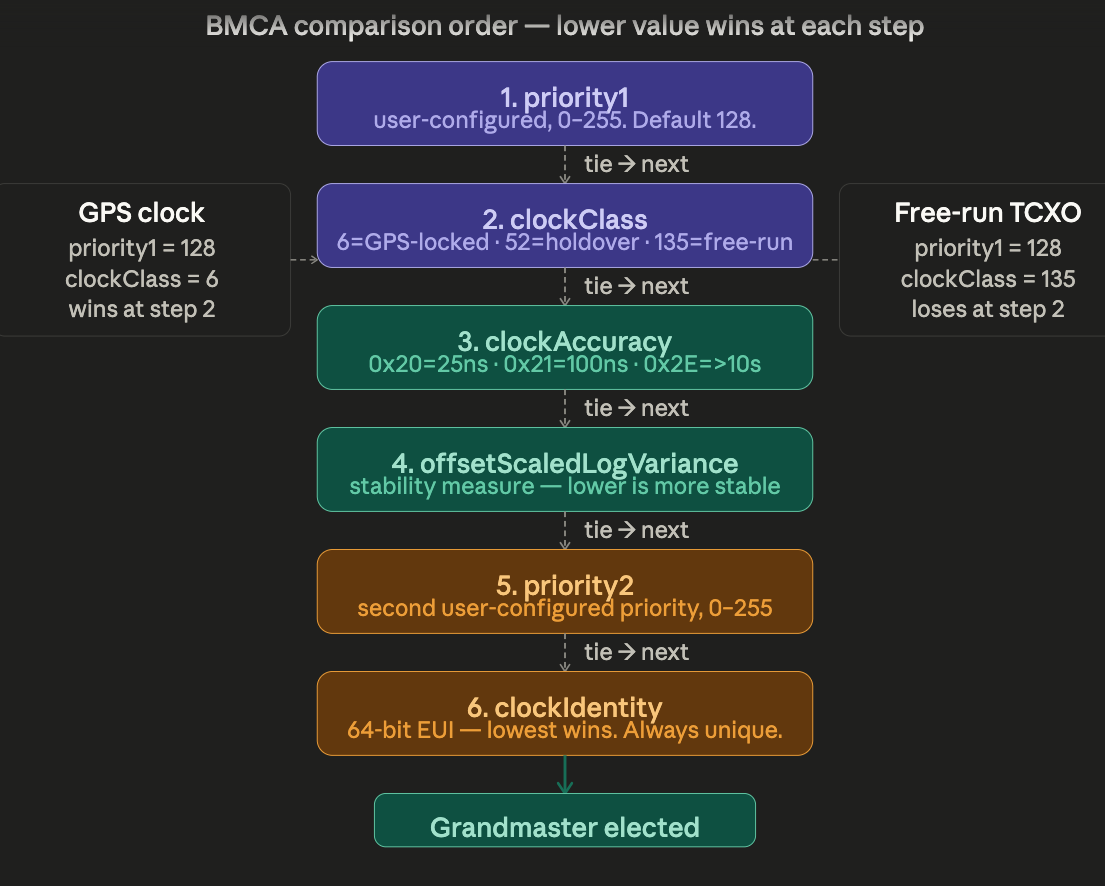 BMCA comparison order — lower value wins at each step
1. priority1
user-configured, 0–255. Default 128.
tie → next
GPS clock
priority1 = 128
clockClass = 6
wins at step 2
2. clockClass
6=GPS-locked · 52=holdover · 135=free-run
Free-run TCXO
priority1 = 128
clockClass = 135
loses at step 2
tie → next
3. clockAccuracy
0x20=25ns · 0x21=100ns · 0x2E=>10s
tie → next
4. offsetScaledLogVariance
stability measure — lower is more stable
tie → next
5. priority2
second user-configured priority, 0–255
tie → next
6. clockIdentity
64-bit EUI — lowest wins. Always unique.
Grandmaster elected